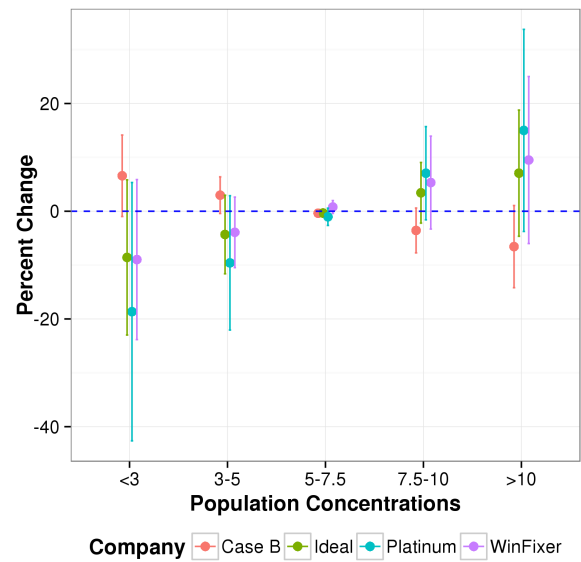 Percent Change
20
0
-20
-40
<3 3-5 5-7.5 7.5-10 >10
Population Concentrations
Company Case B Ideal Platinum WinFixer